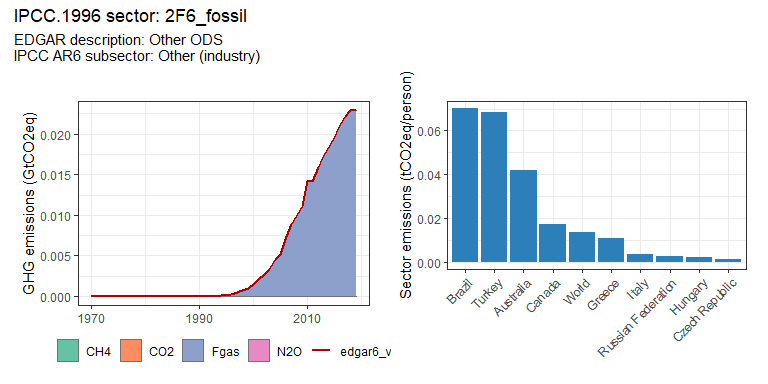 IPCC.1996 sector: 2F6_fossil
EDGAR description: Other ODS
IPCC AR6 subsector: Other (industry)
GHG emissions (GtCO2eq)
0.020
0.015
0.010
0.005
0.000
1970
1990
2010
CH4
CO2
Fgas
N2O
edgar6_v
Sector emissions (tCO2eq/person)
0.06
0.04
0.02
0.00
Brazil
Turkey
Australia
Canada
World
Greece
Italy
Russian Federation
Hungary
Czech Republic